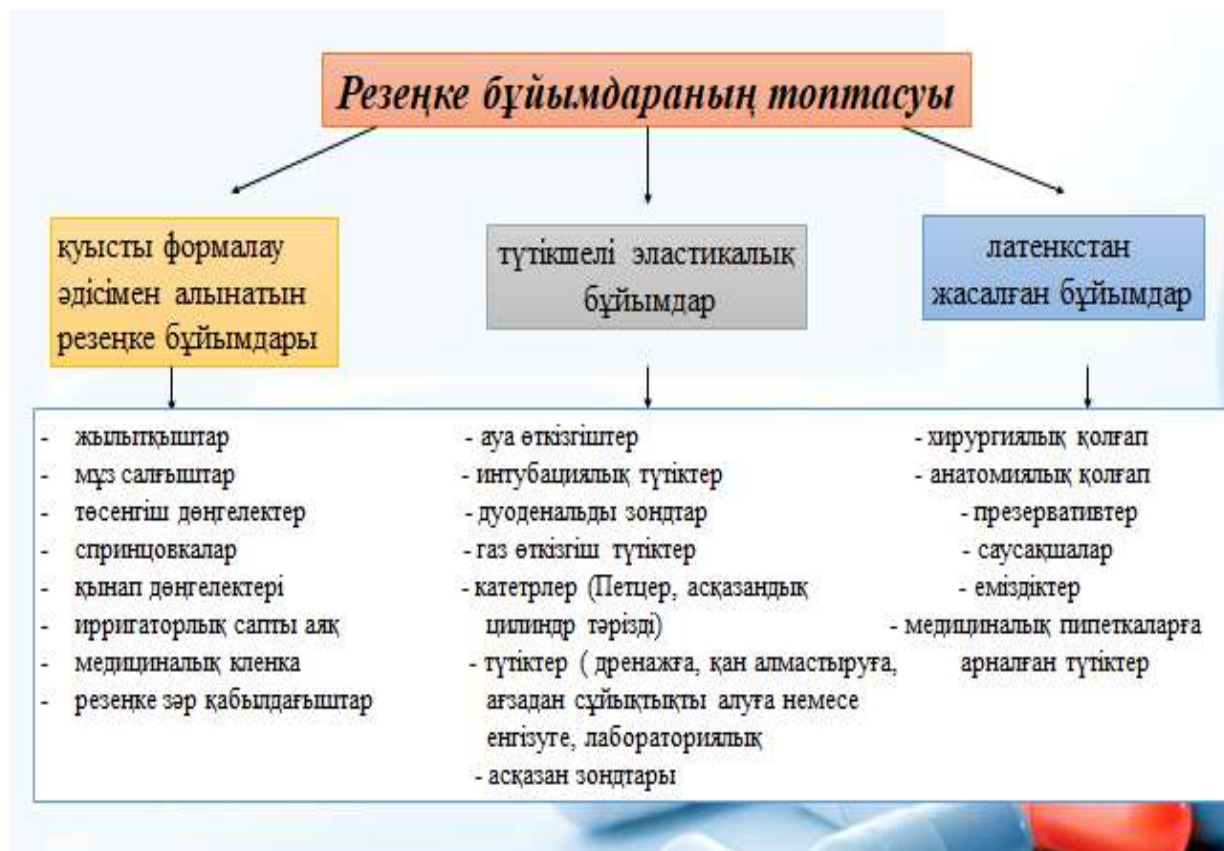 Резеңке бұйымдараның топтасуы
қуысты формалау
әдісімен алынатын
резеңке бұйымдары
түтікшелі эластикалық
бұйымдар
латенкстан
жасалған бұйымдар
- жылытқыштар
- мұз салғыштар
- төсенгіш дөңгелектер
- спринцовкалар
- қынап дөңгелектері
- ирригаторлық сапты аяқ
- медициналық кленка
- резеңке зәр қабылдағыштар
- ауа өткізгіштер
- интубациялық түтіктер
- дуоденальды зондтар
- газ өткізгіш түтіктер
- катетрлер (Петцер, асқазандық
цилиндр тәрізді)
- түтіктер ( дренажға, қан алмастыруға,
ағзадан сұйықтықты алуға немесе
енгізуге, лабораториялық
- асқазан зондтары
- хирургиялық қолғап
- анатомиялық қолғап
- презервативтер
- саусақшалар
- еміздіктер
- медициналық пипеткаларға
арналған түтіктер